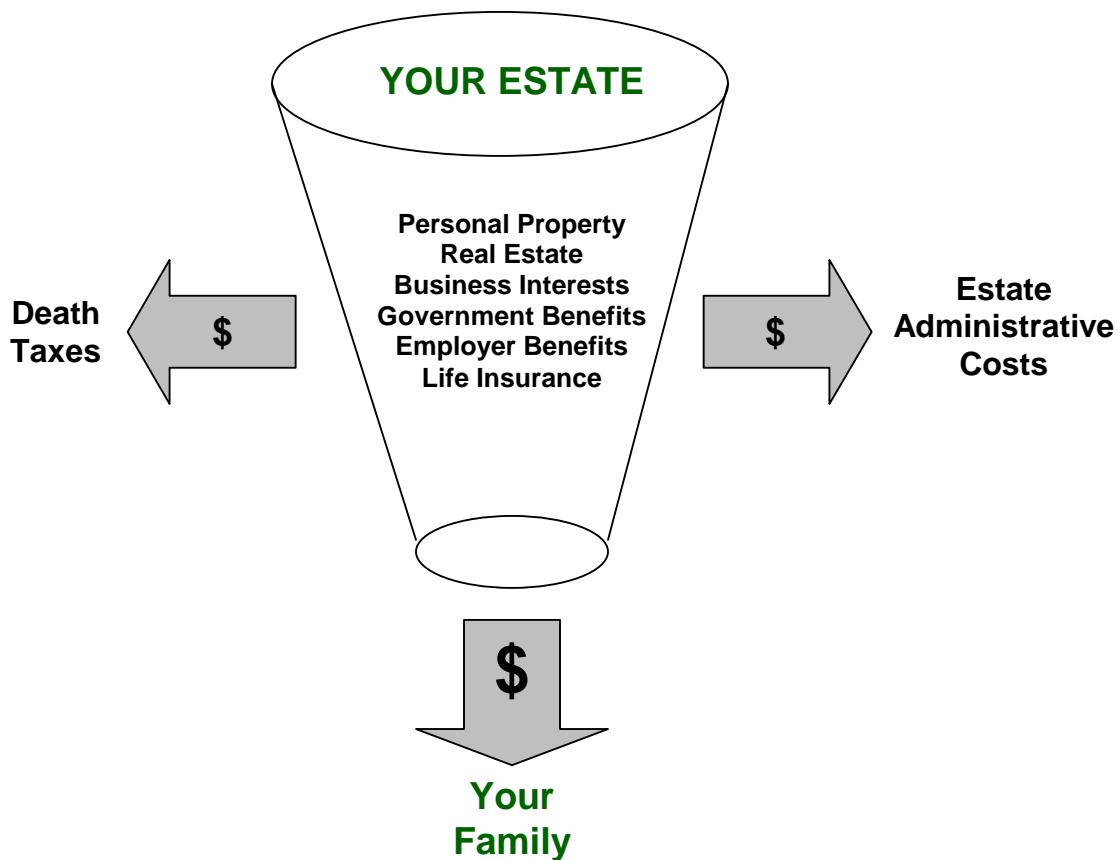 YOUR ESTATE
Personal Property
Real Estate
Business Interests
Government Benefits
Employer Benefits
Life Insurance
Death
Taxes
$
$
Estate
Administrative
Costs
$
Your
Family